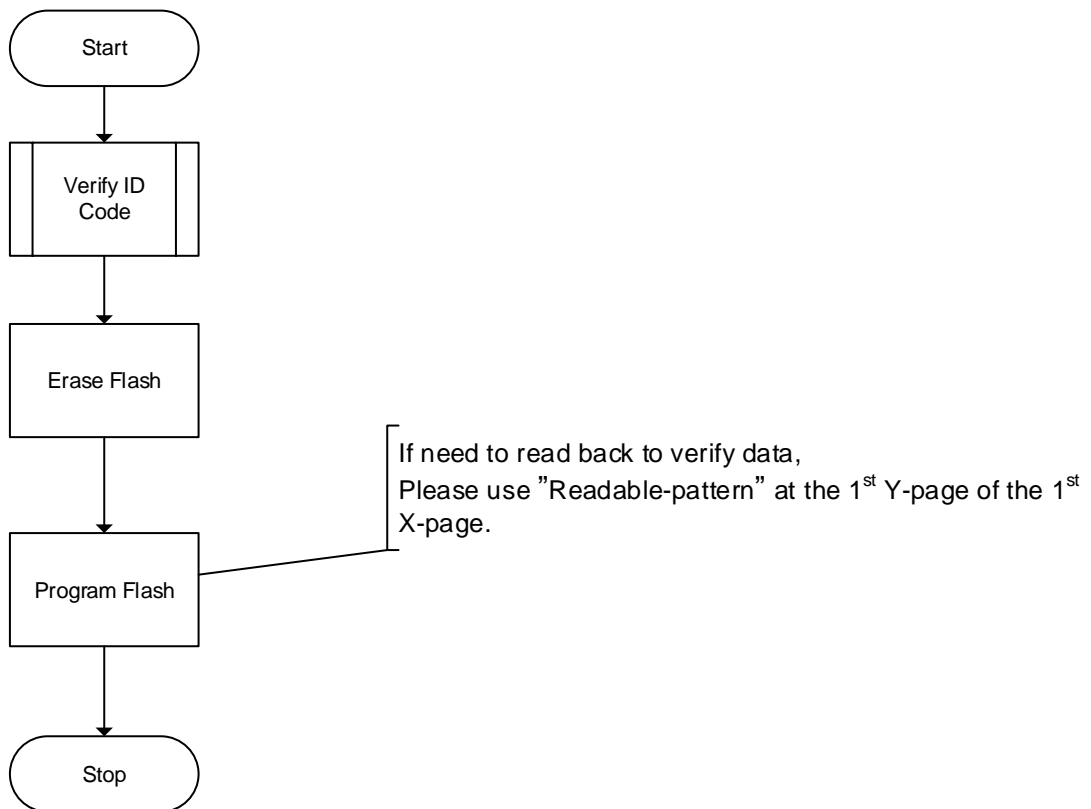 Start
Verify ID
Code
Erase Flash
If need to read back to verify data,
Please use ”Readable-pattern” at the 1st Y-page of the 1st
X-page.
Program Flash
Stop